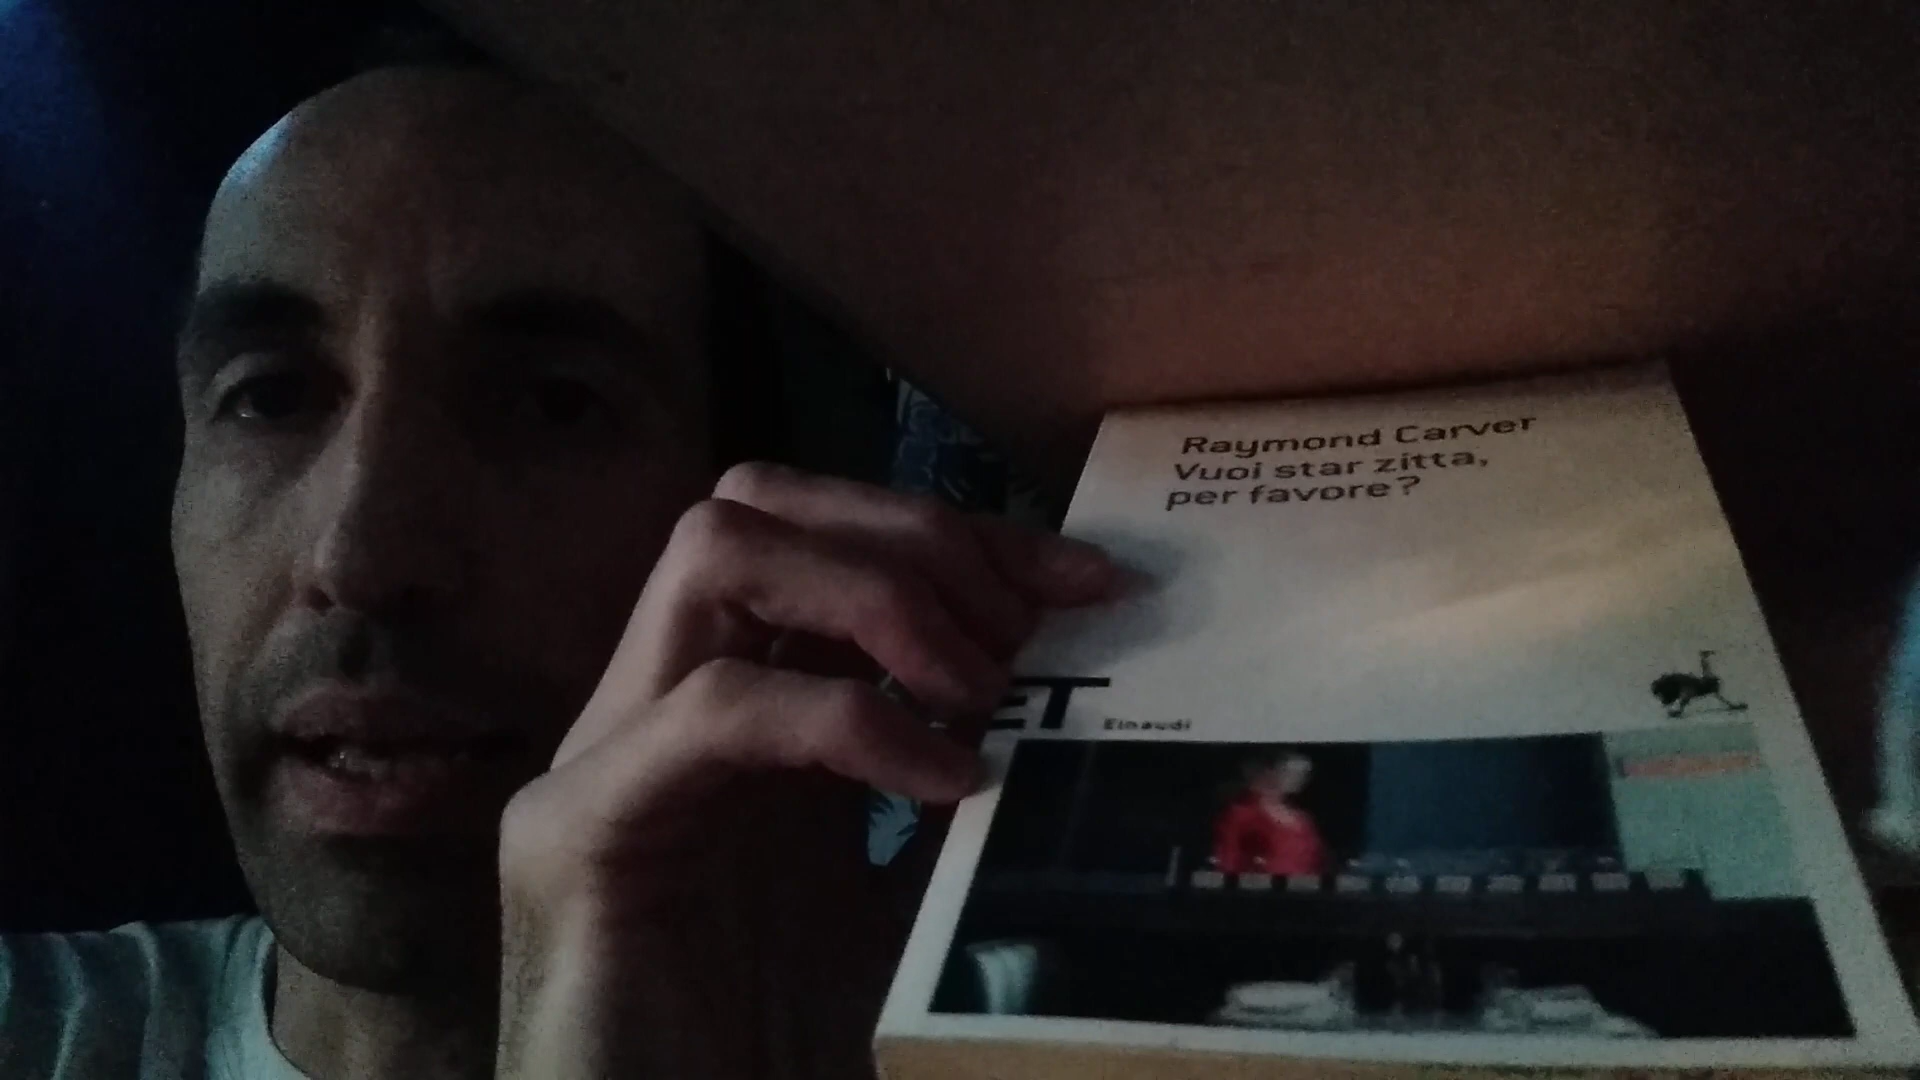 Raymond Carver
Vuoi star zitta,
per favore?
ET Einaudi